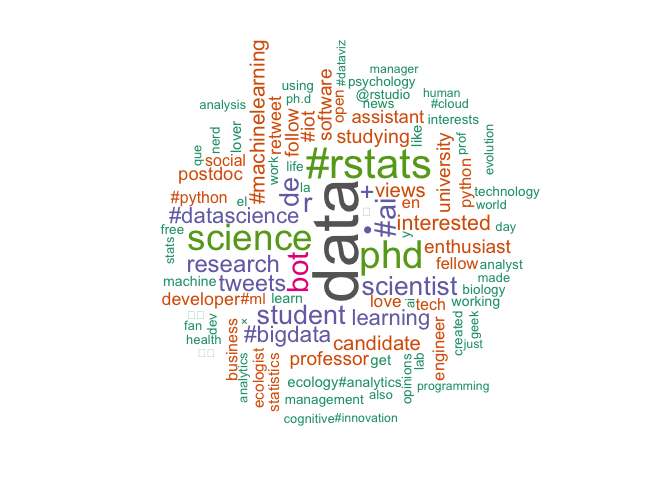 #machinelearning
#dataviz
manager
psychology
using
@rstudio
human
ph.d
news
#cloud
analysis
software
open
retweet
follow
#iot
assistant
interests
nerd
lover
studying
like
prof
evolution
que
social
work
life
#rstats
university
python
postdoc
la
#python
el
de
r
data
+
views
technology
en
world
#datascience
#ai
interested
day
free
science
y
phd
enthusiast
stats
research
bot
fellow
analyst
machine
tweets
scientist
made
biology
developer
#ml
learn
love
ai
tech
working
student
learning
•
fan
dev
×
created
geek
#bigdata
candidate
just
health
business
ecologist
statistics
professor
get
engineer
lab
analytics
ecology
#analytics
opinions
programming
management
also
cognitive
#innovation